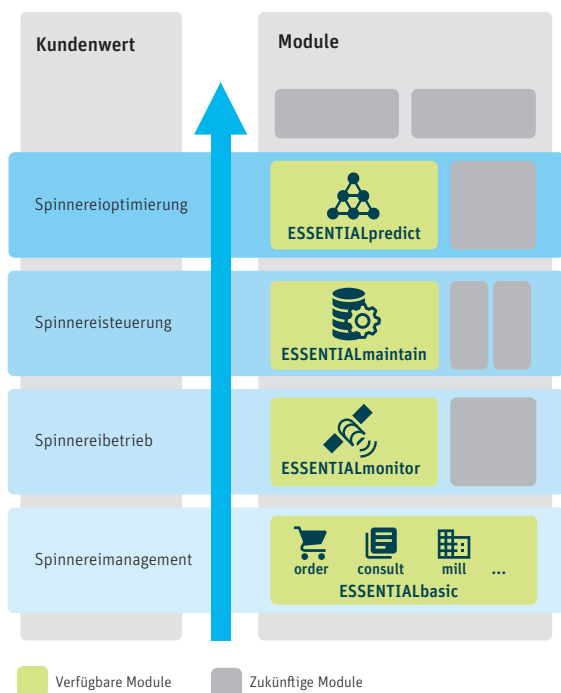 Kundenwert
Module
Spinnereioptimierung
ESSENTIALpredict
Spinnereisteuerung
ESSENTIALmaintain
Spinnereibetrieb
ESSENTIALmonitor
Spinnereimanagement
order consult mill ...
ESSENTIALbasic
Verfügbare Module
Zukünftige Module